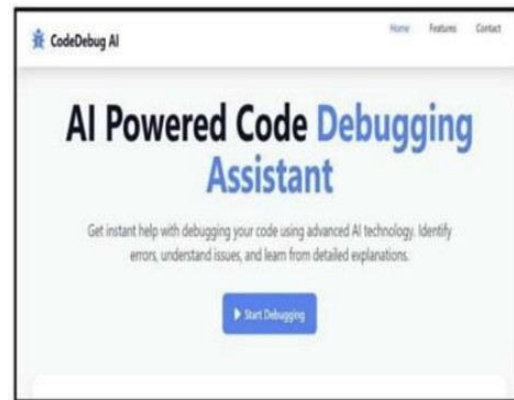 CodeDebug AI
Home Features Contact
AI Powered Code Debugging
Assistant
Get instant help with debugging your code using advanced AI technology. Identify
errors, understand issues, and learn from detailed explanations.
Start Debugging